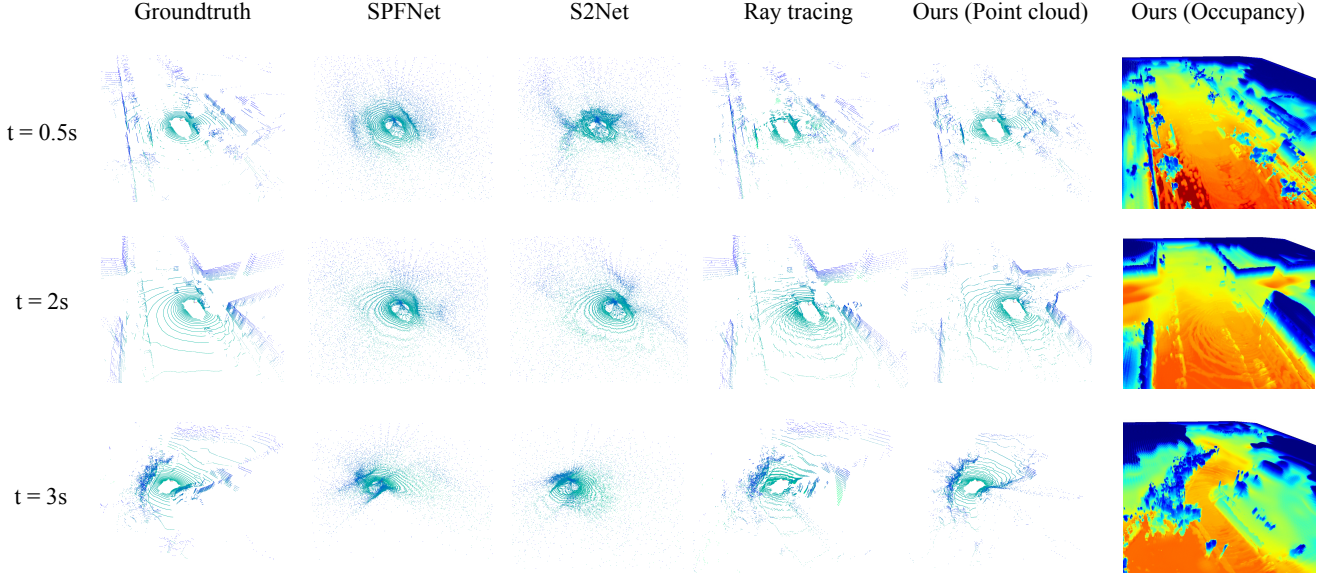 Groundtruth SPFNet S2Net Ray tracing Ours (Point cloud) Ours (Occupancy)
t = 0.5s
t = 2s
t = 3s